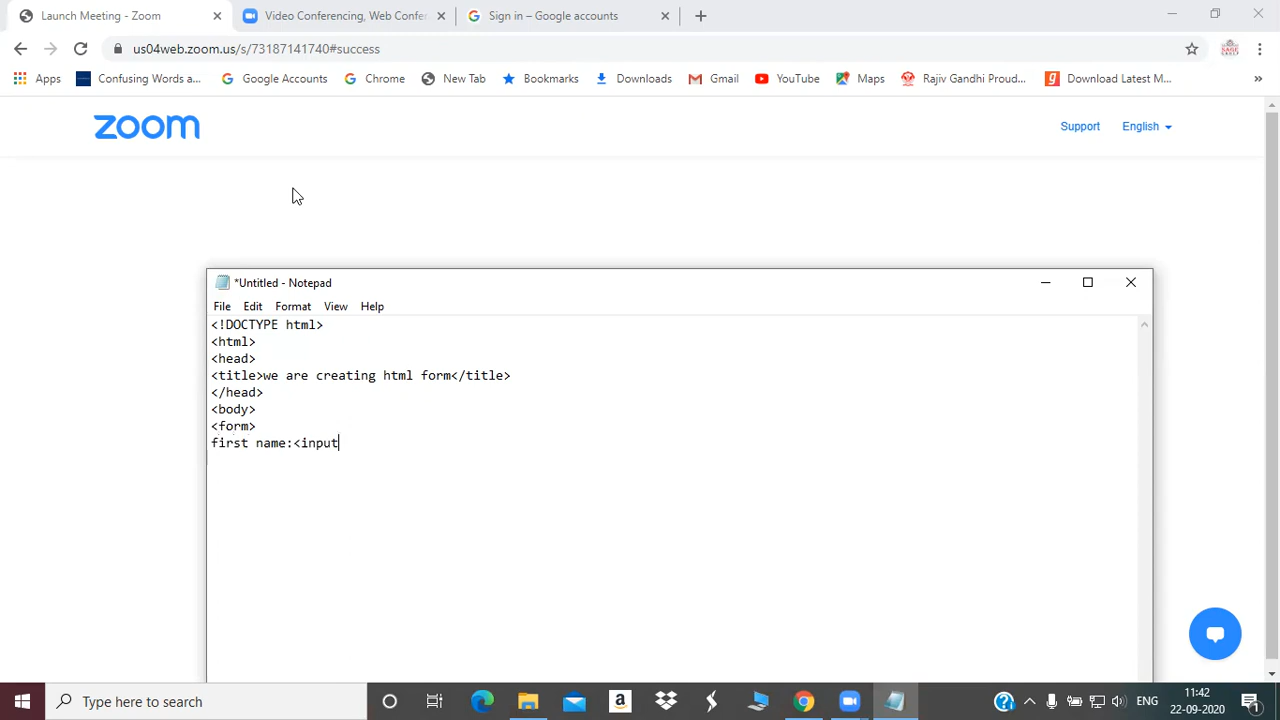 Launch Meeting - Zoom
Video Conferencing, Web Confer
Sign in – Google accounts
us04web.zoom.us/s/73187141740#success
Apps
Confusing Words a...
Google Accounts
Chrome
New Tab
Bookmarks
Downloads
Gmail
YouTube
Maps
Rajiv Gandhi Proud...
Download Latest M...
»
zoom
Support
English
*Untitled - Notepad
File Edit Format View Help
<!DOCTYPE html>
<html>
<head>
<title>we are creating html form</title>
</head>
<body>
<form>
first name:<input
Type here to search
ENG
11:42
22-09-2020
1